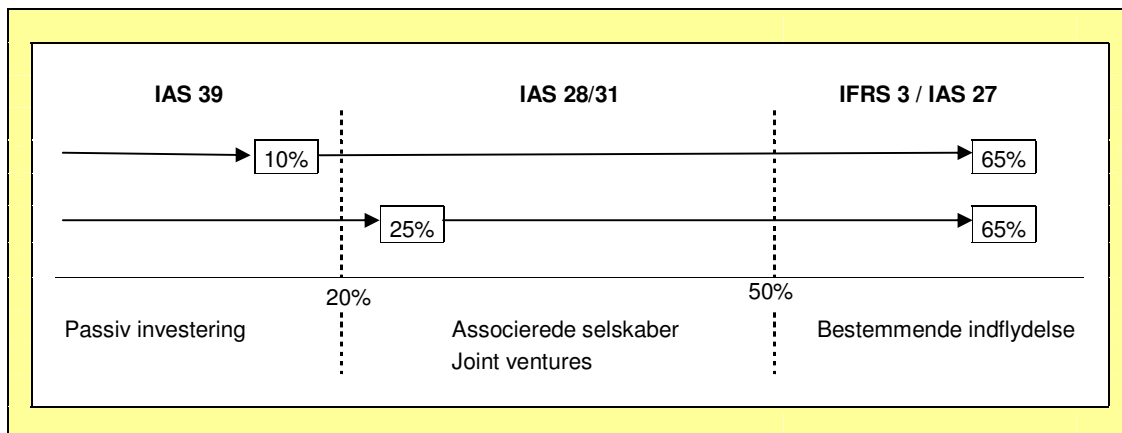 IAS 39 IAS 28/31 IFRS 3 / IAS 27
10% 65%
25% 65%
20% 50%
Passiv investering Associerede selskaber Bestemmende indflydelse
Joint ventures